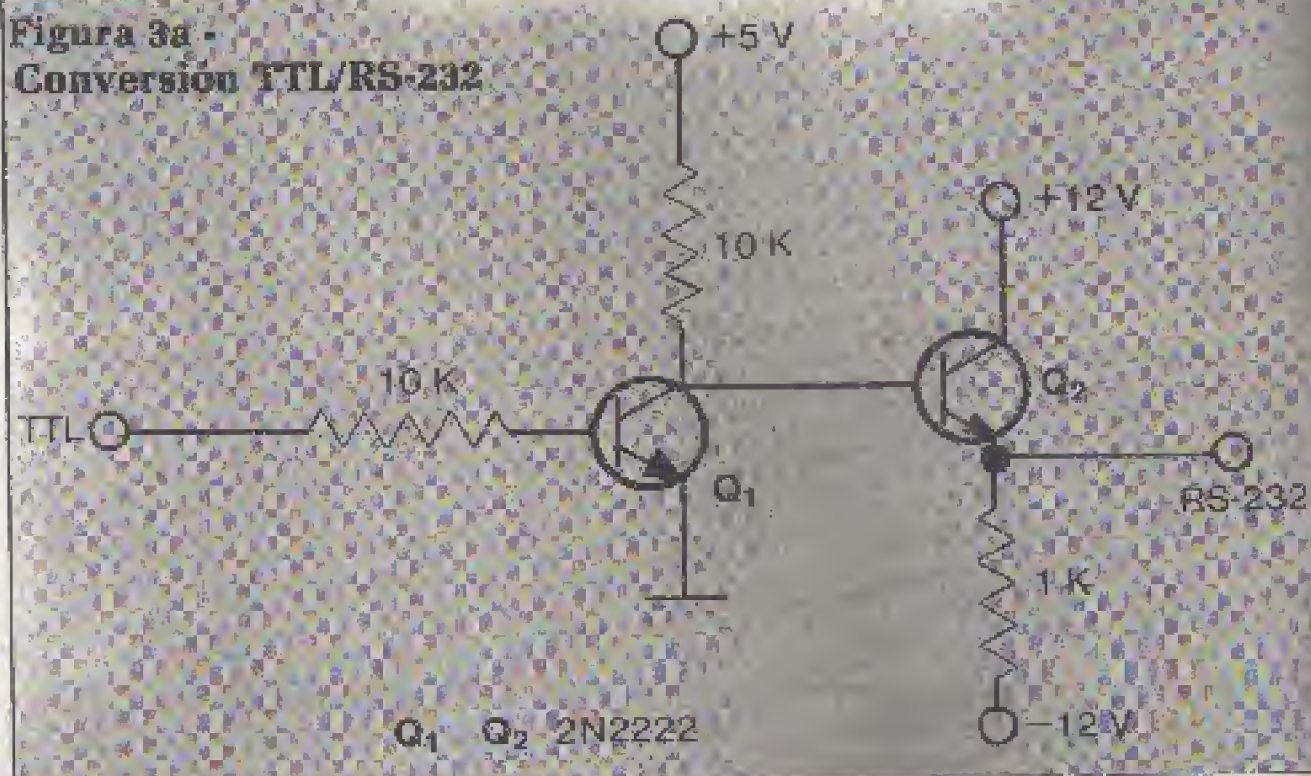 Figura 3a -
Conversión TTL/RS-232
+5 V
+12 V
10 K
10 K
Q₂
TTL
Q₁
RS-232
1 K
-12 V
Q₁ Q₂ 2N2222